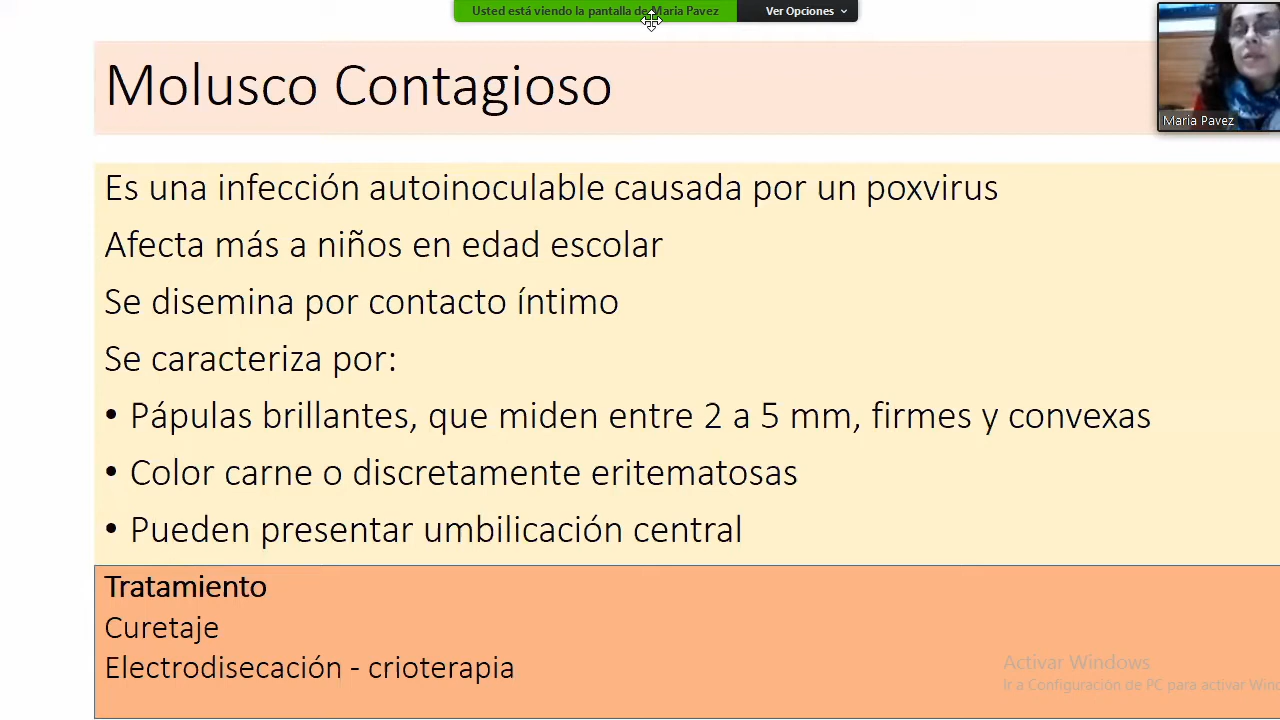 Usted está viendo la pantalla de Maria Pavez
Ver Opciones
Maria Pavez
Molusco Contagioso
Es una infección autoinoculable causada por un poxvirus
Afecta más a niños en edad escolar
Se disemina por contacto íntimo
Se caracteriza por:
• Pápulas brillantes, que miden entre 2 a 5 mm, firmes y convexas
• Color carne o discretamente eritematosas
• Pueden presentar umbilicación central
Tratamiento
Curetaje
Electrodisecación - crioterapia
Activar Windows
Ir a Configuración de PC para activar